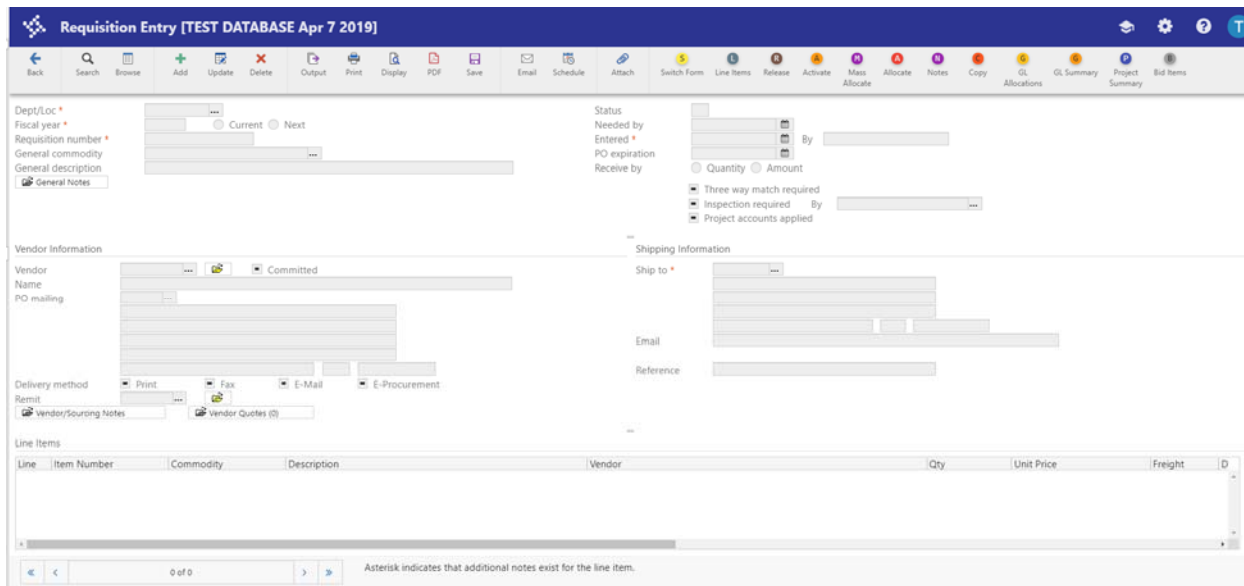 Requisition Entry [TEST DATABASE Apr 7 2019]
T
Back Search Browse Add Update Delete Output Print Display PDF Save Email Schedule Attach Switch Form Line Items Release Activate Mass Allocate Allocate Notes Copy GL Allocations GL Summary Project Summary Bid Items
Dept/Loc *
Fiscal year * Current Next
Requisition number *
General commodity
General description
General Notes
Status
Needed by
Entered * By
PO expiration
Receive by Quantity Amount
Three way match required
Inspection required By
Project accounts applied
Vendor Information
Vendor Committed
Name
PO mailing
Delivery method Print Fax E-Mail E-Procurement
Remit
Vendor/Sourcing Notes Vendor Quotes (0)
Shipping Information
Ship to *
Email
Reference
Line Items
Line Item Number Commodity Description Vendor Qty Unit Price Freight D
0 of 0 Asterisk indicates that additional notes exist for the line item.